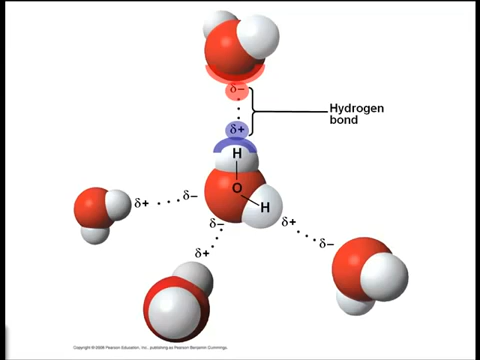 δ−
Hydrogen
bond
δ+
H
O
H
δ+
δ−
δ−
δ+
δ+
δ−
Copyright © 2008 Pearson Education, Inc., publishing as Pearson Benjamin Cummings.